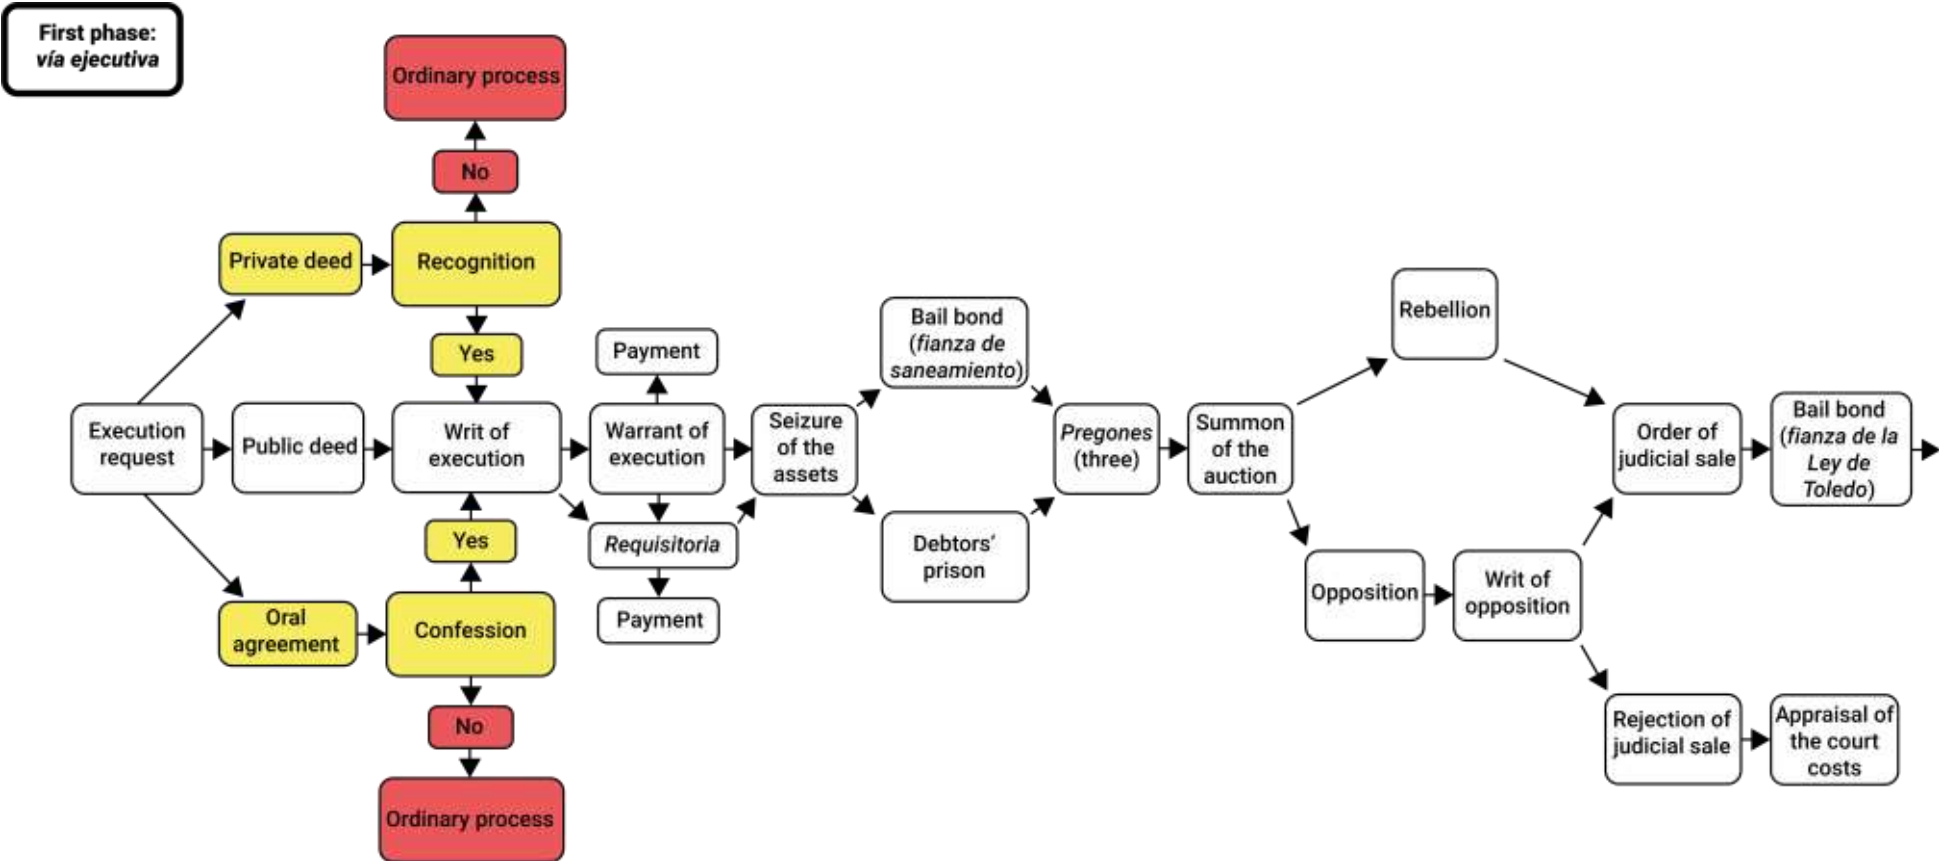 First phase:
vía ejecutiva
Ordinary process
No
Private deed
Recognition
Yes
Payment
Execution
request
Public deed
Writ of
execution
Warrant of
execution
Seizure
of the
assets
Bail bond
(fianza de
saneamiento)
Pregones
(three)
Summon
of the
auction
Rebellion
Order of
judicial sale
Bail bond
(fianza de la
Ley de
Toledo)
Yes
Requisitoria
Debtors’
prison
Opposition
Writ of
opposition
Oral
agreement
Confession
Payment
No
Rejection of
judicial sale
Appraisal of
the court
costs
Ordinary process